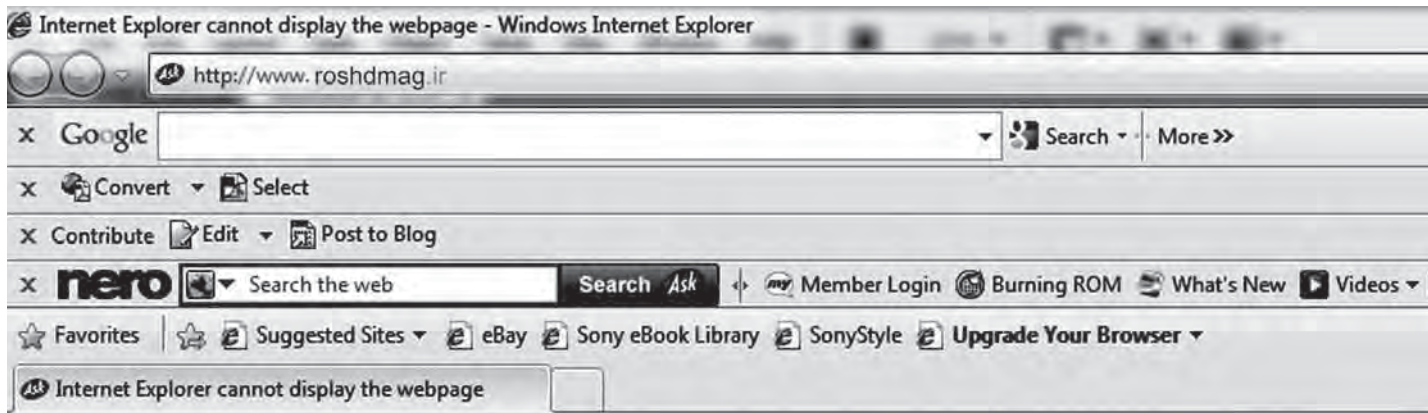 Internet Explorer cannot display the webpage - Windows Internet Explorer
http://www.roshdmag.ir
x Google Search More >>
x Convert Select
x Contribute Edit Post to Blog
x nero Search the web Search Ask Member Login Burning ROM What's New Videos
Favorites Suggested Sites eBay Sony eBook Library SonyStyle Upgrade Your Browser
Internet Explorer cannot display the webpage